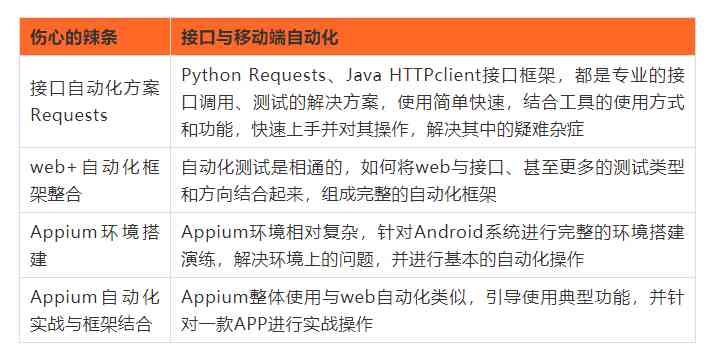 伤心的辣条
接口与移动端自动化
接口自动化方案
Requests
Python Requests、Java HTTPclient接口框架，都是专业的接
口调用、测试的解决方案，使用简单快速，结合工具的使用方式
和功能，快速上手并对其操作，解决其中的疑难杂症
web+自动化框
架整合
自动化测试是相通的，如何将web与接口、甚至更多的测试类型
和方向结合起来，组成完整的自动化框架
Appium环境搭
建
Appium环境相对复杂，针对Android系统进行完整的环境搭建
演练，解决环境上的问题，并进行基本的自动化操作
Appium自动化
实战与框架结合
Appium整体使用与web自动化类似，引导使用典型功能，并针
对一款APP进行实战操作